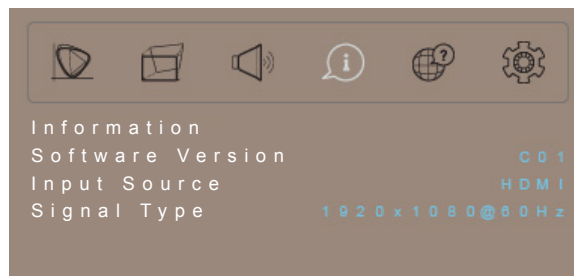 Information
Software Version C01
Input Source HDMI
Signal Type 1920x1080@60Hz